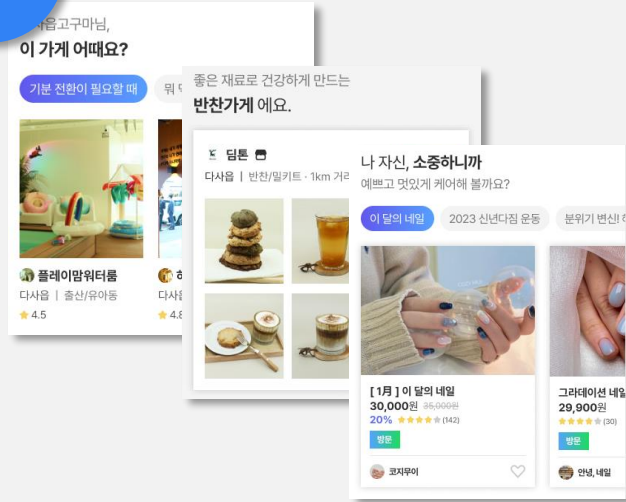 사읍고구마님,
이 가게 어때요?
기분 전환이 필요할 때
뭐
플레이맘워터룸
다사읍 | 출산/유아동
4.5
4.8
좋은 재료로 건강하게 만드는
반찬가게 에요.
딤톤
다사읍 | 반찬/밀키트 · 1km 거리
나 자신, 소중하니까
예쁘고 멋있게 케어해 볼까요?
이 달의 네일
2023 신년다짐 운동
분위기 변신!
[ 1月 ] 이 달의 네일
30,000원 35,000원
20% (142)
방문
코지무이
그라데이션 네일
29,900원
(30)
방문
안녕, 네일